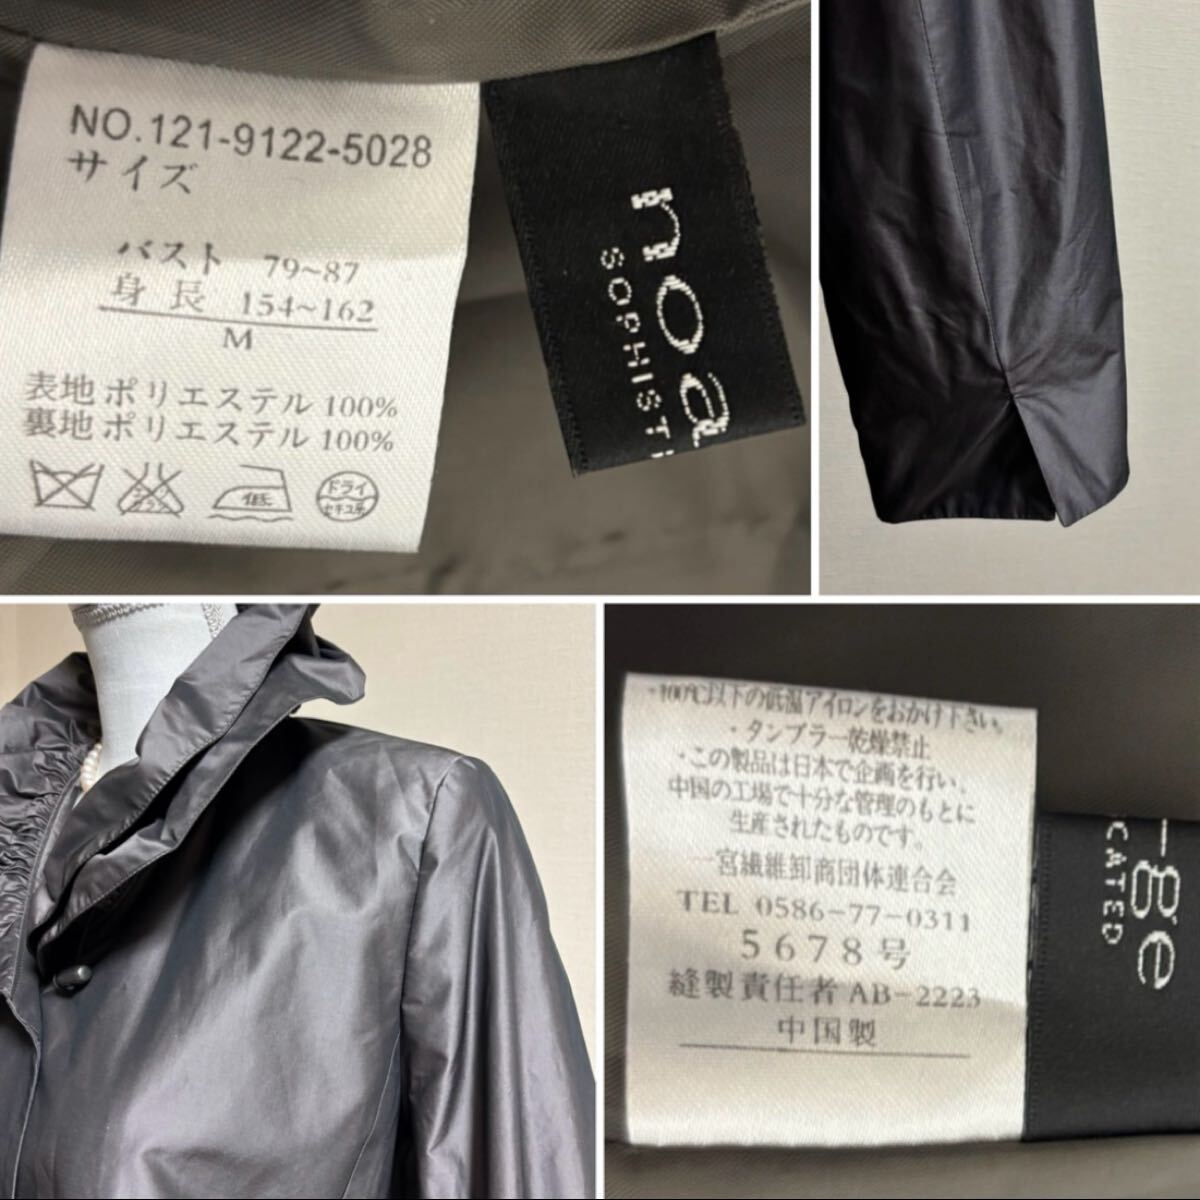 NO.121-9122-5028
サイズ
バスト 79~87
身長 154~162
M
表地 ポリエステル 100%
裏地 ポリエステル 100%
低
ドライ
セキユ系
noa
SOPHIST
・100℃以下の低温アイロンをおかけ下さい。
・タンブラー乾燥禁止
・この製品は日本で企画を行い、
中国の工場で十分な管理のもとに
生産されたものです。
一宮繊維卸商団体連合会
TEL 0586-77-0311
5678号
縫製責任者 AB-2223
中国製
-ge
CATED